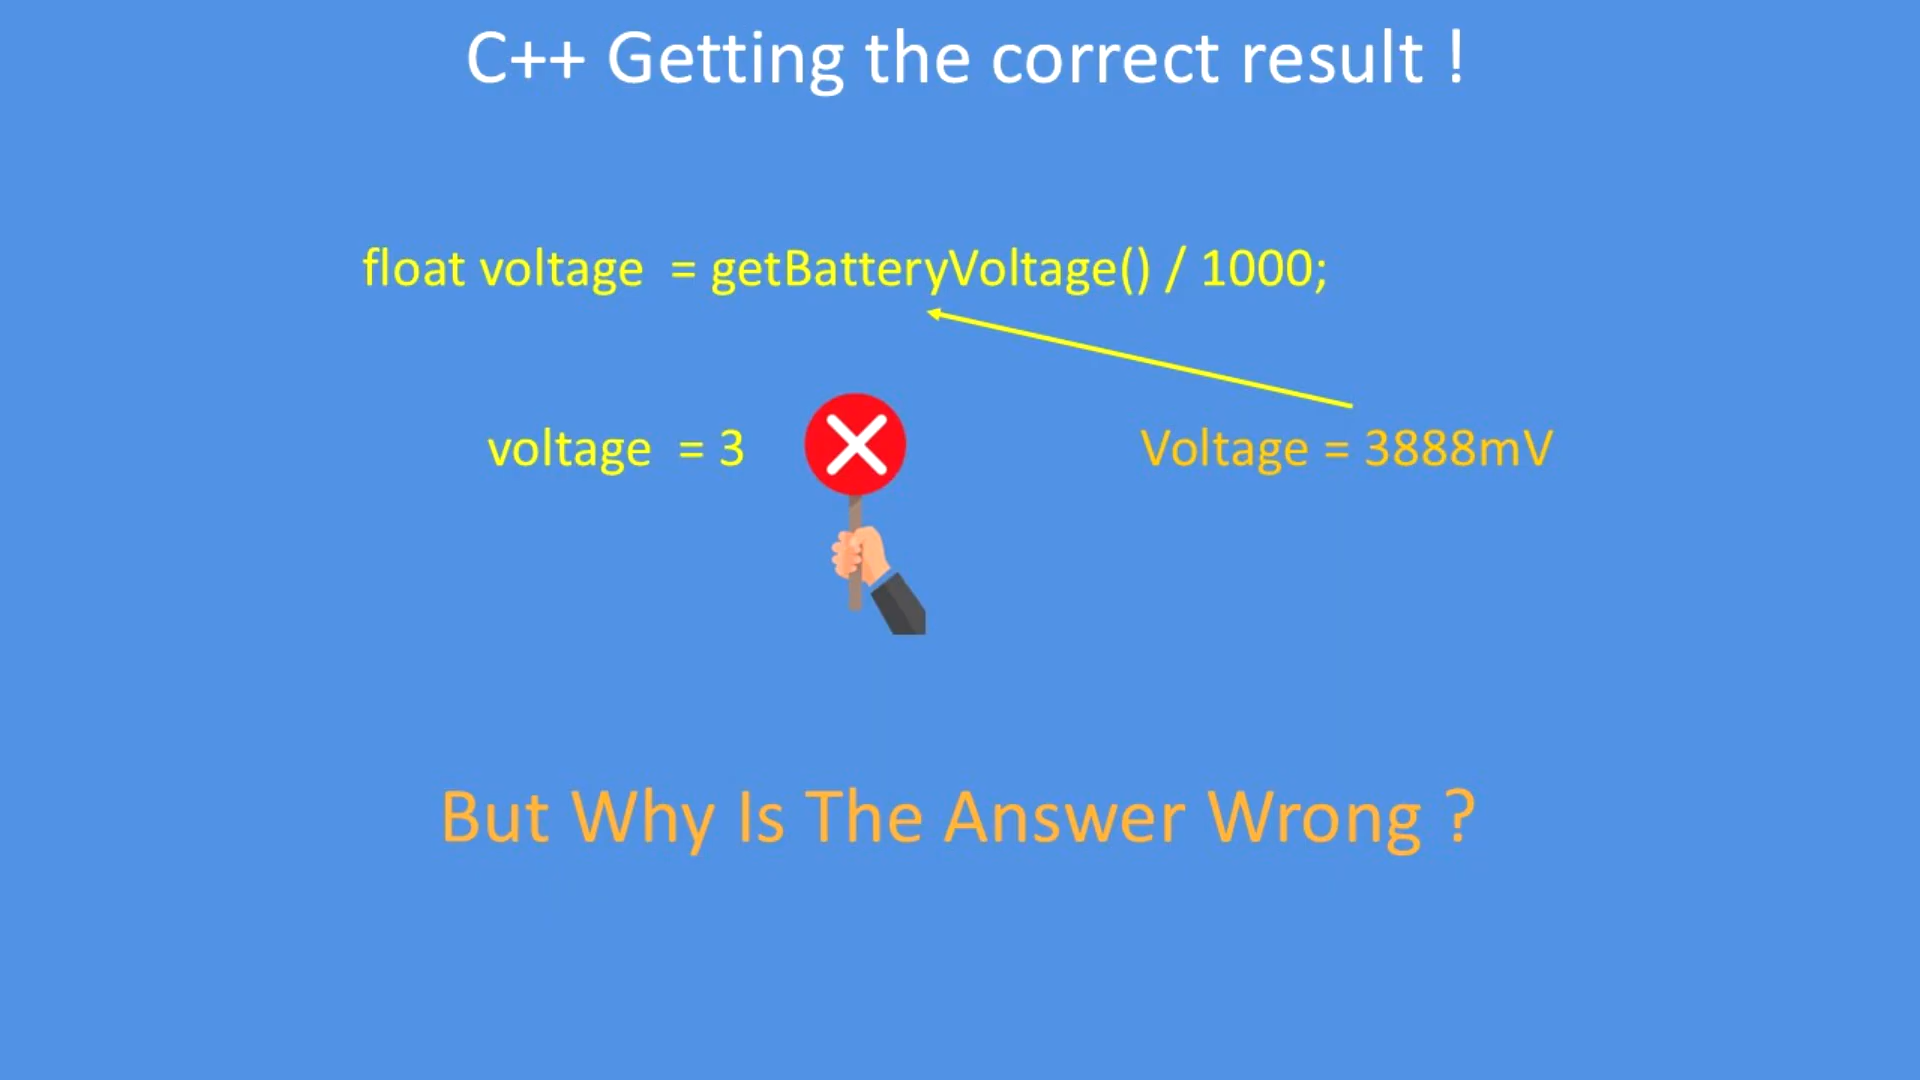 C++ Getting the correct result !
float voltage = getBatteryVoltage() / 1000;
voltage = 3
Voltage = 3888mV
But Why Is The Answer Wrong ?